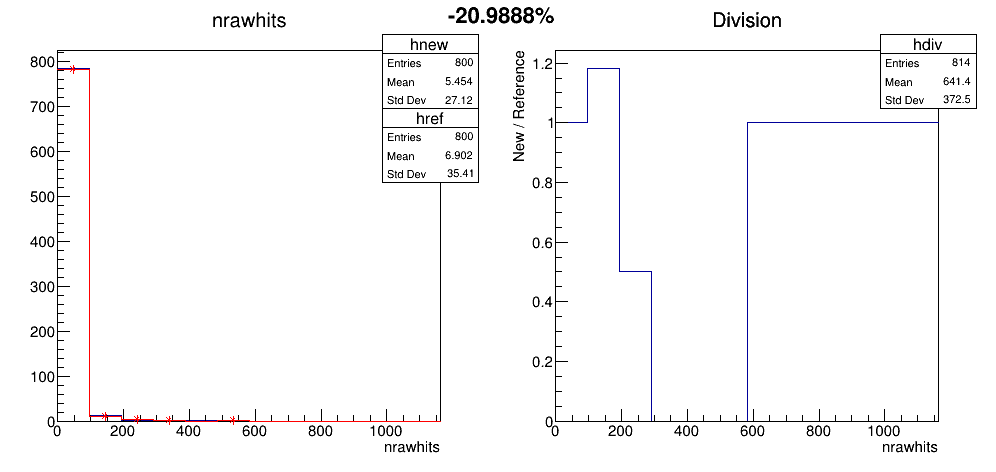 -20.9888%
nrawhits
hnew
Entries 800
Mean 5.454
Std Dev 27.12
href
Entries 800
Mean 6.902
Std Dev 35.41
800
700
600
500
400
300
200
100
0
0 200 400 600 800 1000
nrawhits
Division
hdiv
Entries 814
Mean 641.4
Std Dev 372.5
New / Reference
1.2
1
0.8
0.6
0.4
0.2
0
0 200 400 600 800 1000
nrawhits